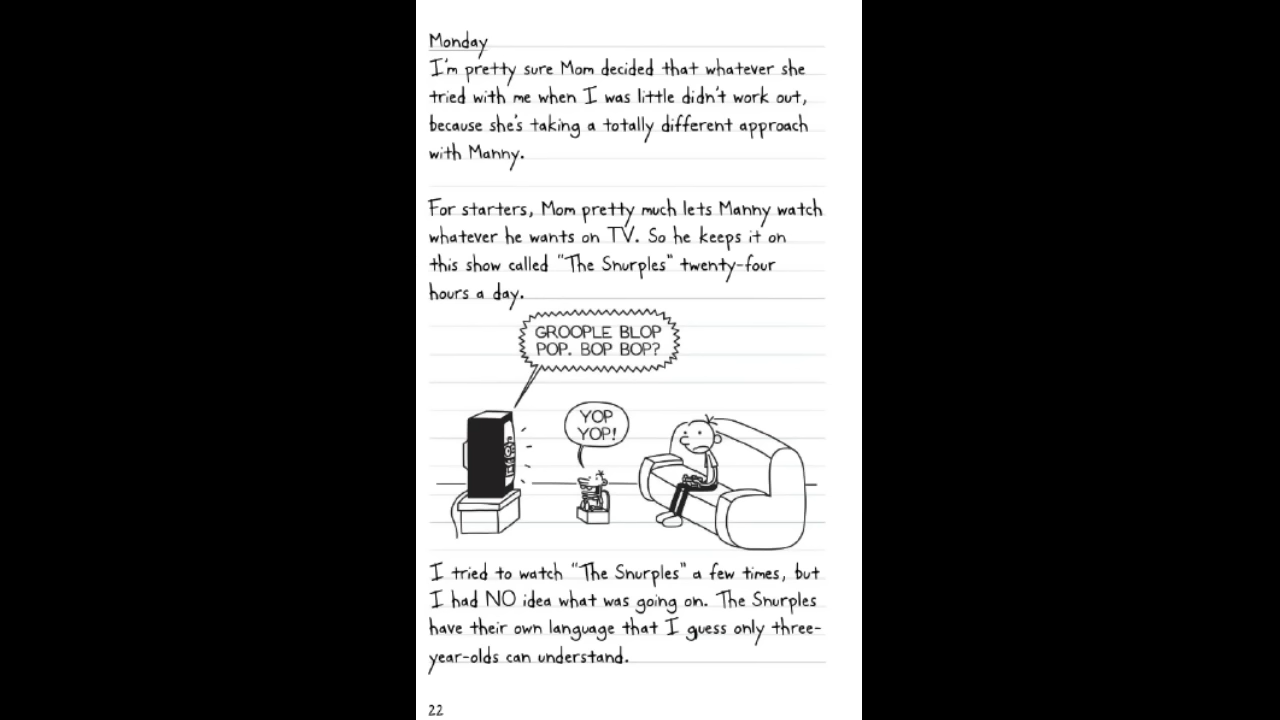 Monday
I'm pretty sure Mom decided that whatever she
tried with me when I was little didn't work out,
because she's taking a totally different approach
with Manny.
For starters, Mom pretty much lets Manny watch
whatever he wants on TV. So he keeps it on
this show called "The Snurples" twenty-four
hours a day.
GROOPLE BLOP
POP. BOP BOP?
YOP
YOP!
I tried to watch "The Snurples" a few times, but
I had NO idea what was going on. The Snurples
have their own language that I guess only three-
year-olds can understand.
22